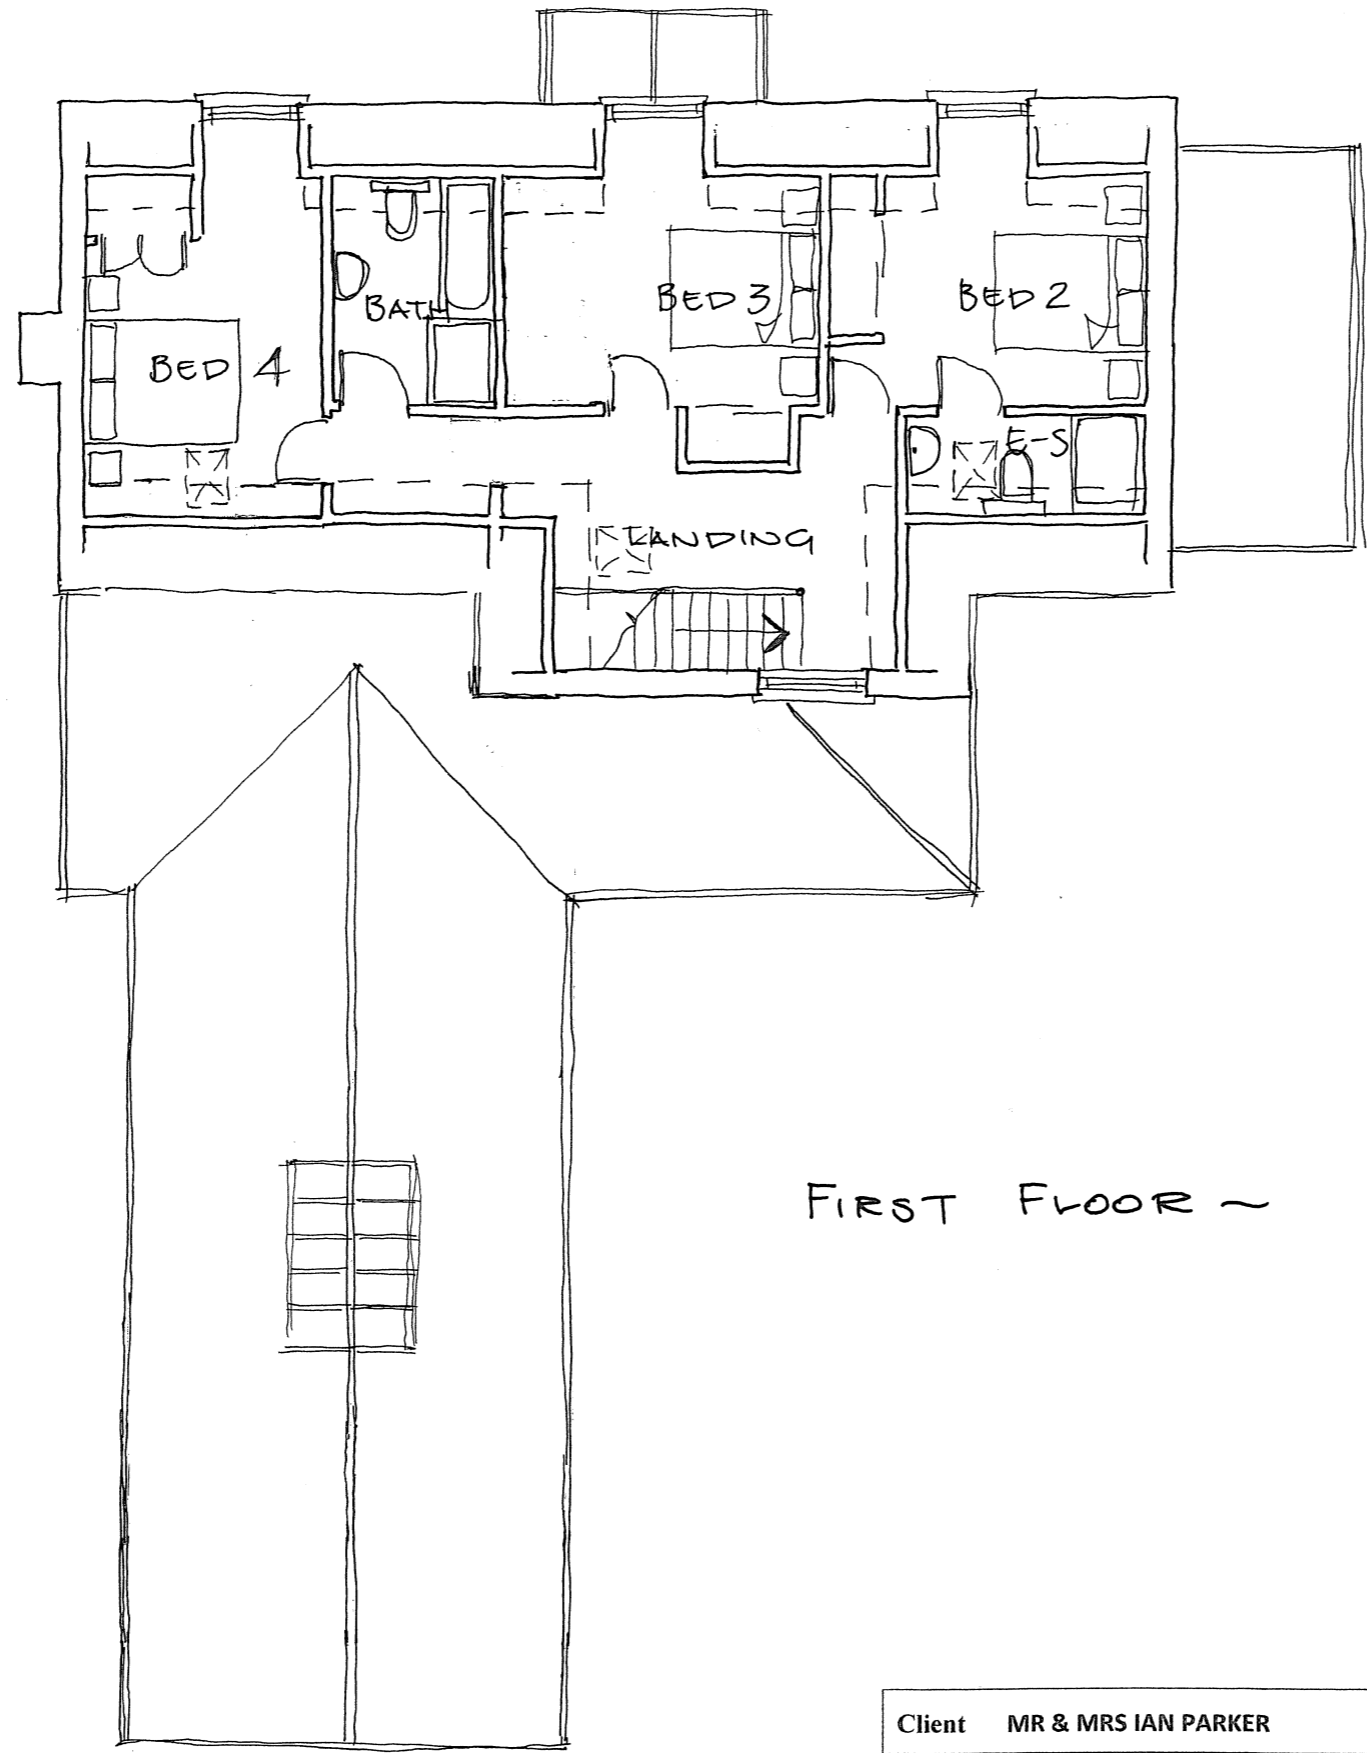 BED 4
BATH
BED 3
BED 2
E-S
LANDING
FIRST FLOOR ~
Client MR & MRS IAN PARKER